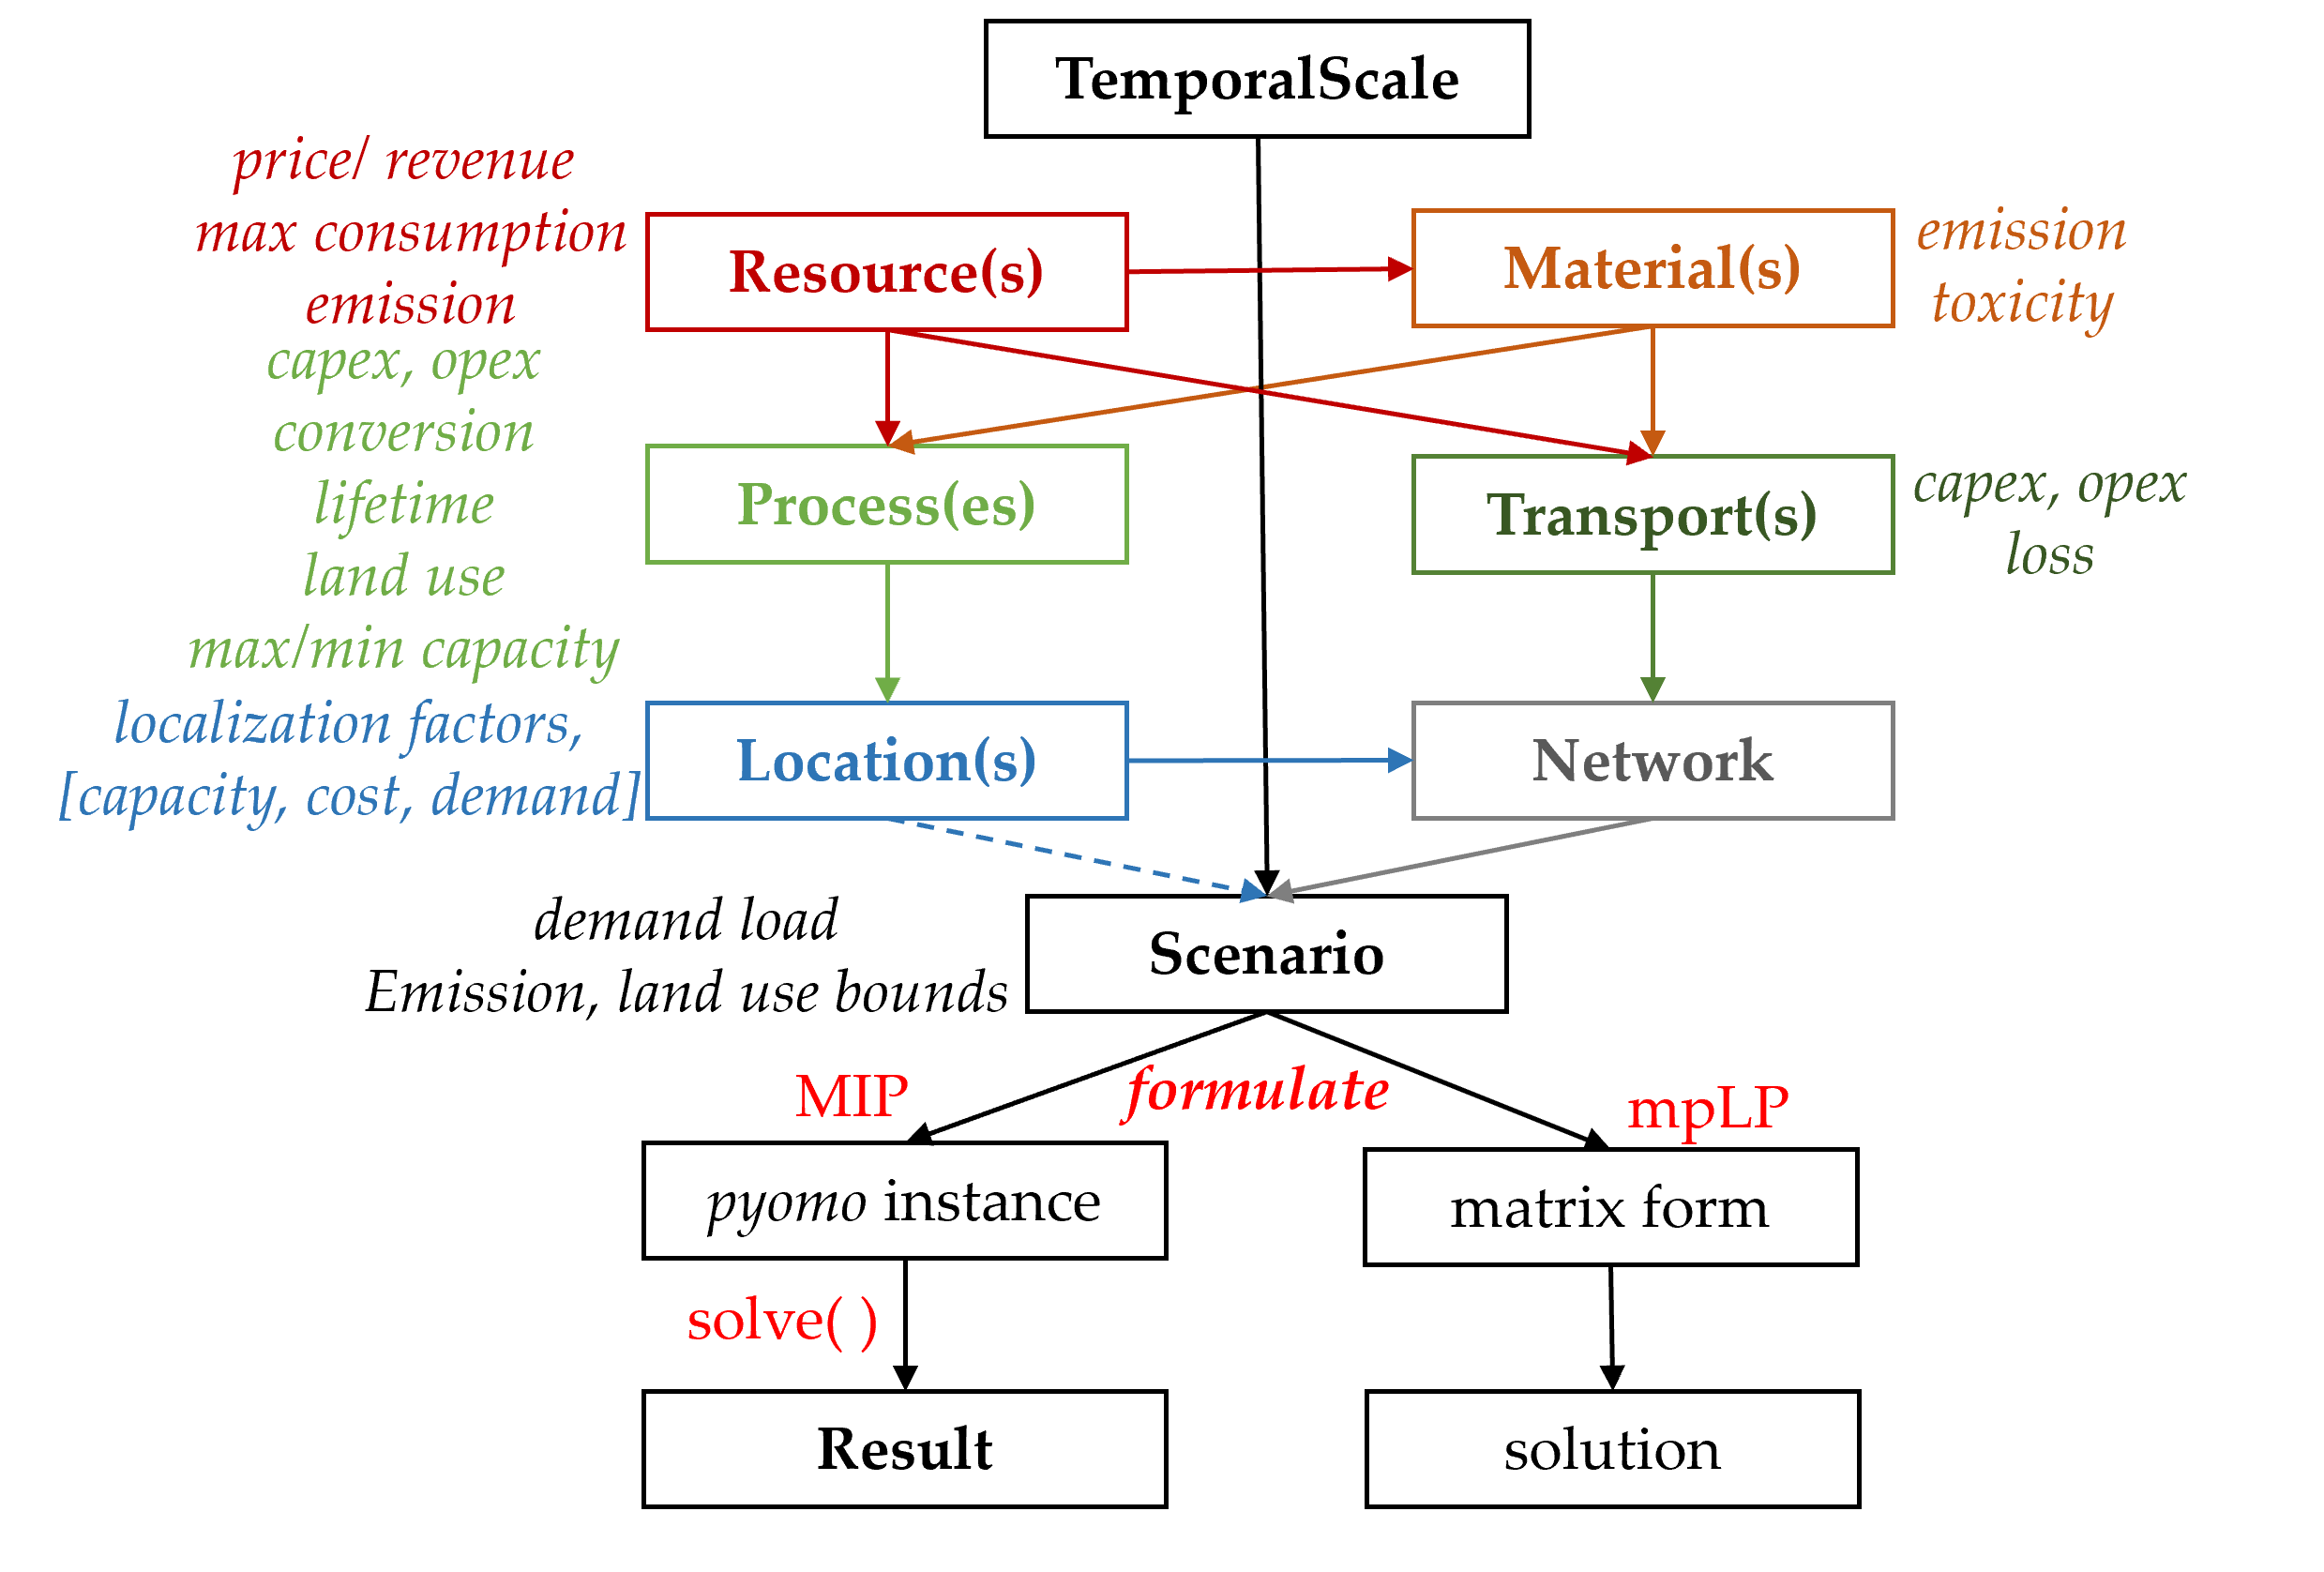 TemporalScale
price/ revenue
max consumption
emission
Resource(s)
Material(s)
emission
toxicity
capex, opex
conversion
lifetime
land use
max/min capacity
Process(es)
Transport(s)
capex, opex
loss
localization factors,
[capacity, cost, demand]
Location(s)
Network
demand load
Emission, land use bounds
Scenario
MIP
formulate
mpLP
pyomo instance
matrix form
solve( )
Result
solution